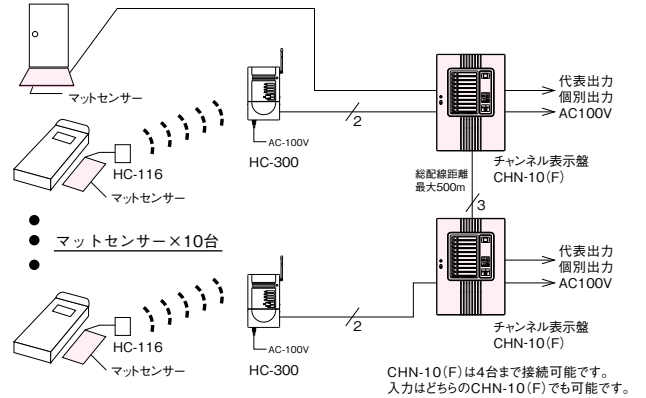 マットセンサー
HC-116
マットセンサー
AC-100V
HC-300
2
代表出力
個別出力
AC100V
チャンネル表示盤
CHN-10(F)
総配線距離
最大500m
3
マットセンサー×10台
HC-116
マットセンサー
AC-100V
HC-300
2
代表出力
個別出力
AC100V
チャンネル表示盤
CHN-10(F)
CHN-10(F)は4台まで接続可能です。
入力はどちらのCHN-10(F)でも可能です。